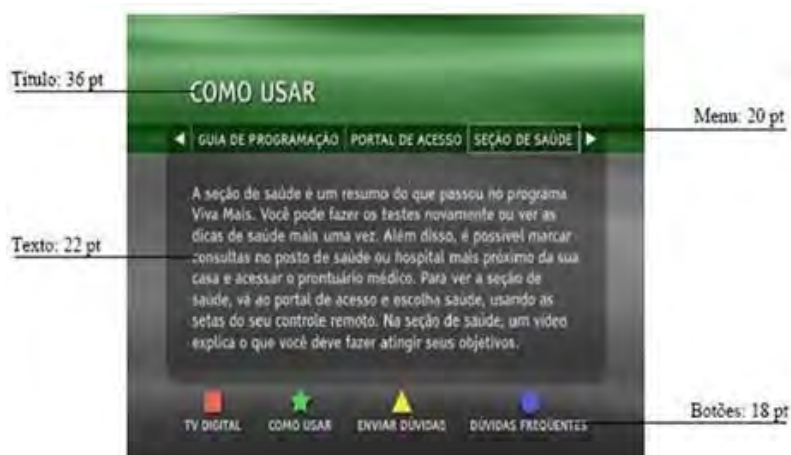 Título: 36 pt
COMO USAR
Menu: 20 pt
GUIA DE PROGRAMAÇÃO PORTAL DE ACESSO SEÇÃO DE SAÚDE
A seção de saúde é um resumo do que passou no programa
Viva Mais. Você pode fazer os testes novamente ou ver as
dicas de saúde mais uma vez. Além disso, é possível marcar
consultas no posto de saúde ou hospital mais próximo da sua
casa e acessar o prontuário médico. Para ver a seção de
saúde, vá ao portal de acesso e escolha saúde, usando as
setas do seu controle remoto. Na seção de saúde, um vídeo
explica o que você deve fazer atingir seus objetivos.
Texto: 22 pt
TV DIGITAL COMO USAR ENVIAR DÚVIDAS DÚVIDAS FREQÜENTES
Botões: 18 pt